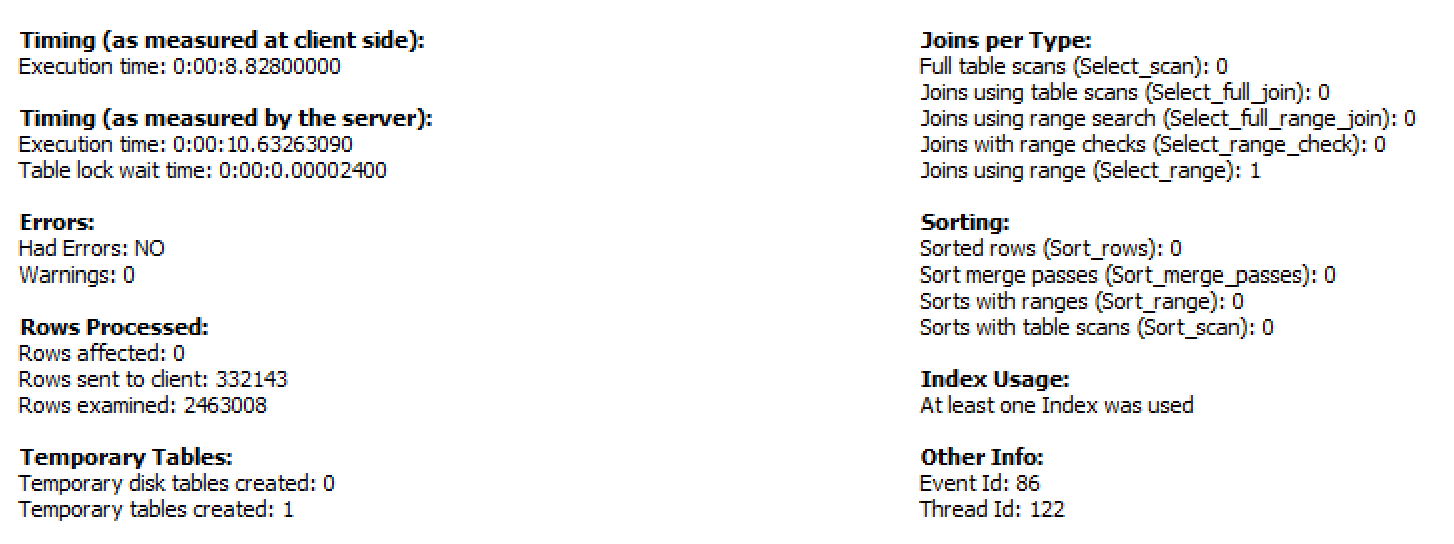 Timing (as measured at client side):
Execution time: 0:00:8.82800000
Timing (as measured by the server):
Execution time: 0:00:10.63263090
Table lock wait time: 0:00:0.00002400
Errors:
Had Errors: NO
Warnings: 0
Rows Processed:
Rows affected: 0
Rows sent to client: 332143
Rows examined: 2463008
Temporary Tables:
Temporary disk tables created: 0
Temporary tables created: 1
Joins per Type:
Full table scans (Select_scan): 0
Joins using table scans (Select_full_join): 0
Joins using range search (Select_full_range_join): 0
Joins with range checks (Select_range_check): 0
Joins using range (Select_range): 1
Sorting:
Sorted rows (Sort_rows): 0
Sort merge passes (Sort_merge_passes): 0
Sorts with ranges (Sort_range): 0
Sorts with table scans (Sort_scan): 0
Index Usage:
At least one Index was used
Other Info:
Event Id: 86
Thread Id: 122